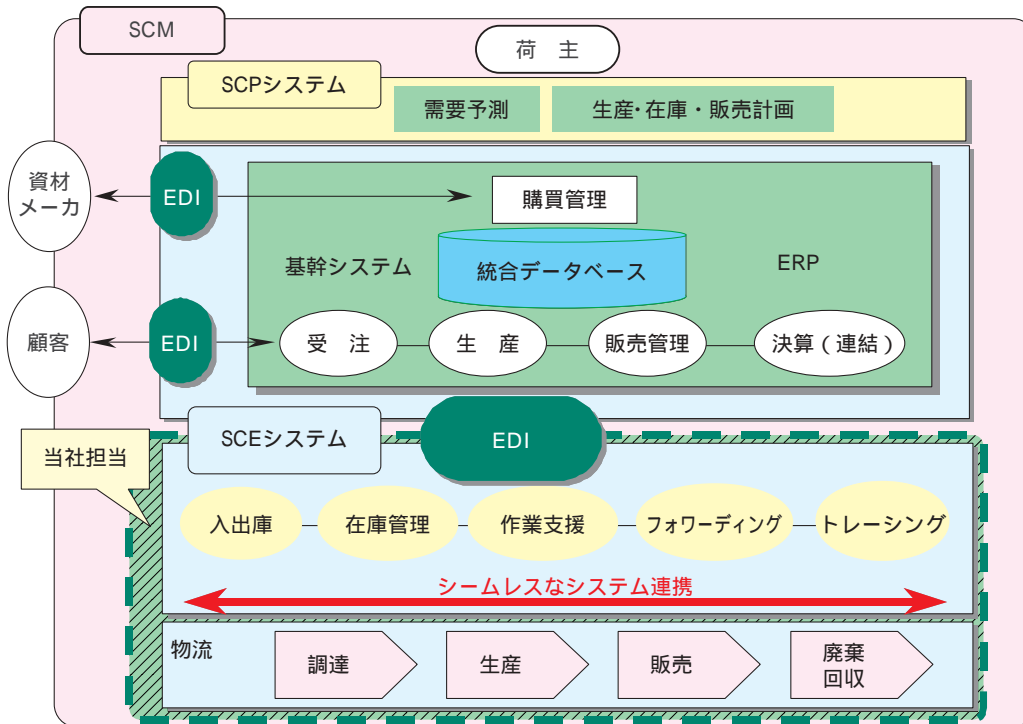 SCM
荷　主
SCPシステム
需要予測
生産・在庫・販売計画
資材
メーカ
EDI
購買管理
基幹システム
統合データベース
ERP
顧客
EDI
受　注
生　産
販売管理
決算（連結）
SCEシステム
EDI
当社担当
入出庫
在庫管理
作業支援
フォワーディング
トレーシング
シームレスなシステム連携
物流
調達
生産
販売
廃棄
回収